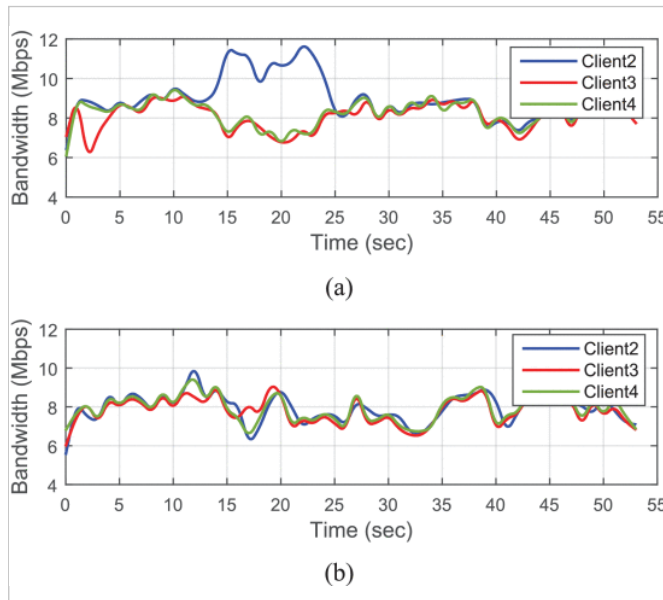 12
10
8
6
4
Bandwidth (Mbps)
Client2
Client3
Client4
0 5 10 15 20 25 30 35 40 45 50 55
Time (sec)
(a)
12
10
8
6
4
Bandwidth (Mbps)
Client2
Client3
Client4
0 5 10 15 20 25 30 35 40 45 50 55
Time (sec)
(b)